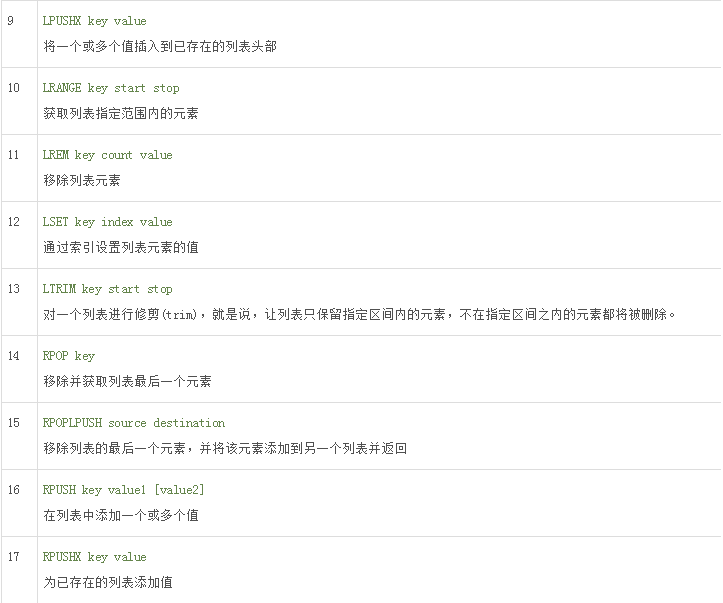 9 LPUSHX key value
将一个或多个值插入到已存在的列表头部
10 LRANGE key start stop
获取列表指定范围内的元素
11 LREM key count value
移除列表元素
12 LSET key index value
通过索引设置列表元素的值
13 LTRIM key start stop
对一个列表进行修剪(trim)，就是说，让列表只保留指定区间内的元素，不在指定区间之内的元素都将被删除。
14 RPOP key
移除并获取列表最后一个元素
15 RPOPLPUSH source destination
移除列表的最后一个元素，并将该元素添加到另一个列表并返回
16 RPUSH key value1 [value2]
在列表中添加一个或多个值
17 RPUSHX key value
为已存在的列表添加值